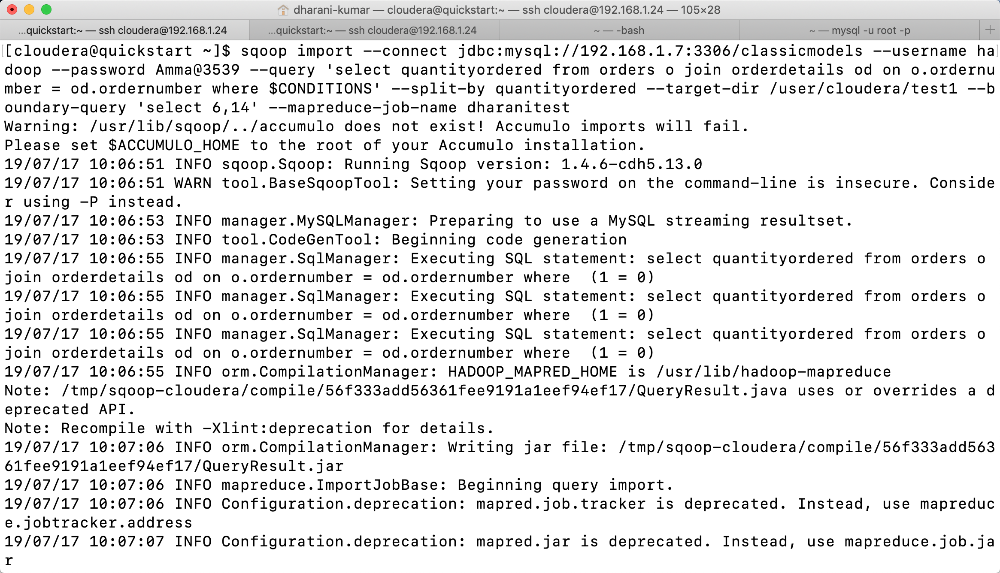 dharani-kumar — cloudera@quickstart:~ — ssh cloudera@192.168.1.24 — 105×28
...quickstart:~ — ssh cloudera@192.168.1.24
...quickstart:~ — ssh cloudera@192.168.1.24
~ — -bash
~ — mysql -u root -p
+
[[cloudera@quickstart ~]$ sqoop import --connect jdbc:mysql://192.168.1.7:3306/classicmodels --username ha]
doop --password Amma@3539 --query 'select quantityordered from orders o join orderdetails od on o.ordernu
mber = od.ordernumber where $CONDITIONS' --split-by quantityordered --target-dir /user/cloudera/test1 --b
oundary-query 'select 6,14' --mapreduce-job-name dharanitest
Warning: /usr/lib/sqoop/../accumulo does not exist! Accumulo imports will fail.
Please set $ACCUMULO_HOME to the root of your Accumulo installation.
19/07/17 10:06:51 INFO sqoop.Sqoop: Running Sqoop version: 1.4.6-cdh5.13.0
19/07/17 10:06:51 WARN tool.BaseSqoopTool: Setting your password on the command-line is insecure. Conside
r using -P instead.
19/07/17 10:06:53 INFO manager.MySQLManager: Preparing to use a MySQL streaming resultset.
19/07/17 10:06:53 INFO tool.CodeGenTool: Beginning code generation
19/07/17 10:06:55 INFO manager.SqlManager: Executing SQL statement: select quantityordered from orders o
join orderdetails od on o.ordernumber = od.ordernumber where  (1 = 0)
19/07/17 10:06:55 INFO manager.SqlManager: Executing SQL statement: select quantityordered from orders o
join orderdetails od on o.ordernumber = od.ordernumber where  (1 = 0)
19/07/17 10:06:55 INFO manager.SqlManager: Executing SQL statement: select quantityordered from orders o
join orderdetails od on o.ordernumber = od.ordernumber where  (1 = 0)
19/07/17 10:06:55 INFO orm.CompilationManager: HADOOP_MAPRED_HOME is /usr/lib/hadoop-mapreduce
Note: /tmp/sqoop-cloudera/compile/56f333add56361fee9191a1eef94ef17/QueryResult.java uses or overrides a d
eprecated API.
Note: Recompile with -Xlint:deprecation for details.
19/07/17 10:07:06 INFO orm.CompilationManager: Writing jar file: /tmp/sqoop-cloudera/compile/56f333add563
61fee9191a1eef94ef17/QueryResult.jar
19/07/17 10:07:06 INFO mapreduce.ImportJobBase: Beginning query import.
19/07/17 10:07:06 INFO Configuration.deprecation: mapred.job.tracker is deprecated. Instead, use mapreduc
e.jobtracker.address
19/07/17 10:07:07 INFO Configuration.deprecation: mapred.jar is deprecated. Instead, use mapreduce.job.ja
r